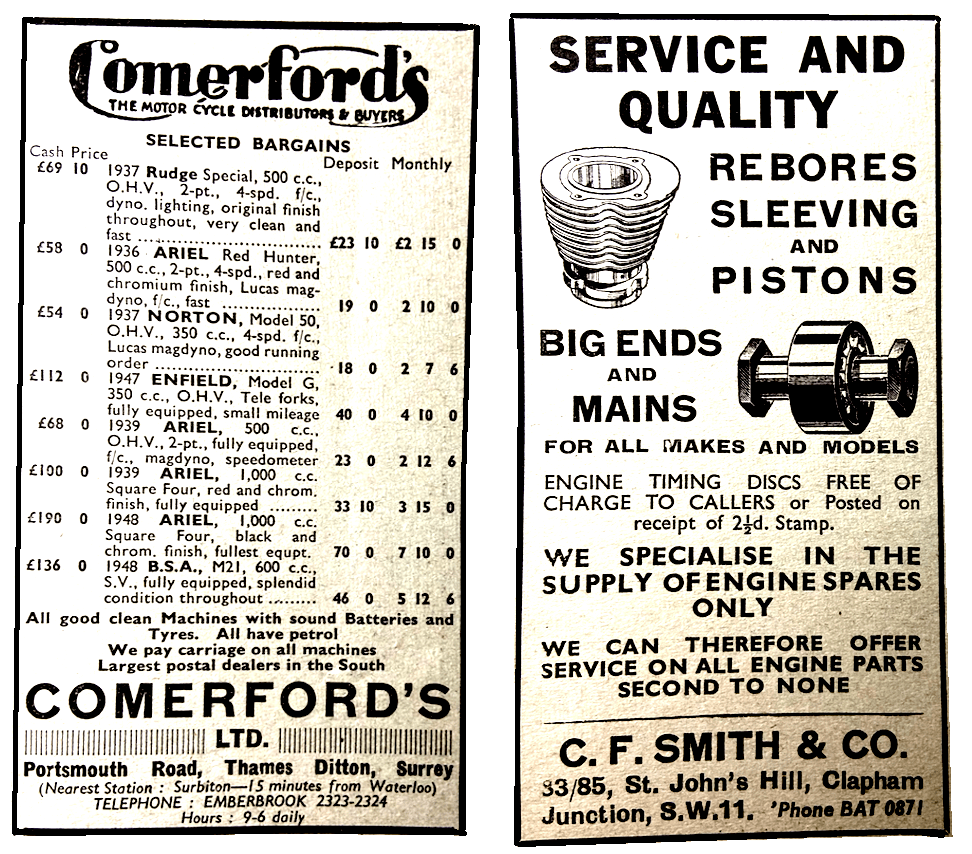 Comerford's
THE MOTOR CYCLE DISTRIBUTORS & BUYERS
SELECTED BARGAINS
Cash Price Deposit Monthly
£69 10 1937 Rudge Special, 500 c.c.,
O.H.V., 2-pt., 4-spd. f/c.,
dyno. lighting, original finish
throughout, very clean and
fast .............................. £23 10 £2 15 0
£58 0 1936 ARIEL Red Hunter,
500 c.c., 2-pt., 4-spd., red and
chromium finish, Lucas mag-
dyno, f/c., fast .............. 19 0 2 10 0
£54 0 1937 NORTON, Model 50,
O.H.V., 350 c.c., 4-spd. f/c.,
Lucas magdyno, good running
order .......................... 18 0 2 7 6
£112 0 1947 ENFIELD, Model G,
350 c.c., O.H.V., Tele forks,
fully equipped, small mileage 40 0 4 10 0
£68 0 1939 ARIEL, 500 c.c.,
O.H.V., 2-pt., fully equipped,
f/c., magdyno, speedometer 23 0 2 12 6
£100 0 1939 ARIEL, 1,000 c.c.
Square Four, red and chrom.
finish, fully equipped ......... 33 10 3 15 0
£190 0 1948 ARIEL, 1,000 c.c.
Square Four, black and
chrom. finish, fullest equpt. 70 0 7 10 0
£136 0 1948 B.S.A., M21, 600 c.c.,
S.V., fully equipped, splendid
condition throughout ......... 46 0 5 12 6
All good clean Machines with sound Batteries and
Tyres. All have petrol
We pay carriage on all machines
Largest postal dealers in the South
COMERFORD'S
LTD.
Portsmouth Road, Thames Ditton, Surrey
(Nearest Station : Surbiton—15 minutes from Waterloo)
TELEPHONE : EMBERBROOK 2323-2324
Hours : 9-6 daily
SERVICE AND
QUALITY
REBORES
SLEEVING
AND
PISTONS
BIG ENDS
AND
MAINS
FOR ALL MAKES AND MODELS
ENGINE TIMING DISCS FREE OF
CHARGE TO CALLERS or Posted on
receipt of 2½d. Stamp.
WE SPECIALISE IN THE
SUPPLY OF ENGINE SPARES
ONLY
WE CAN THEREFORE OFFER
SERVICE ON ALL ENGINE PARTS
SECOND TO NONE
C. F. SMITH & CO.
83/85, St. John's Hill, Clapham
Junction, S.W.11. 'Phone BAT 0871